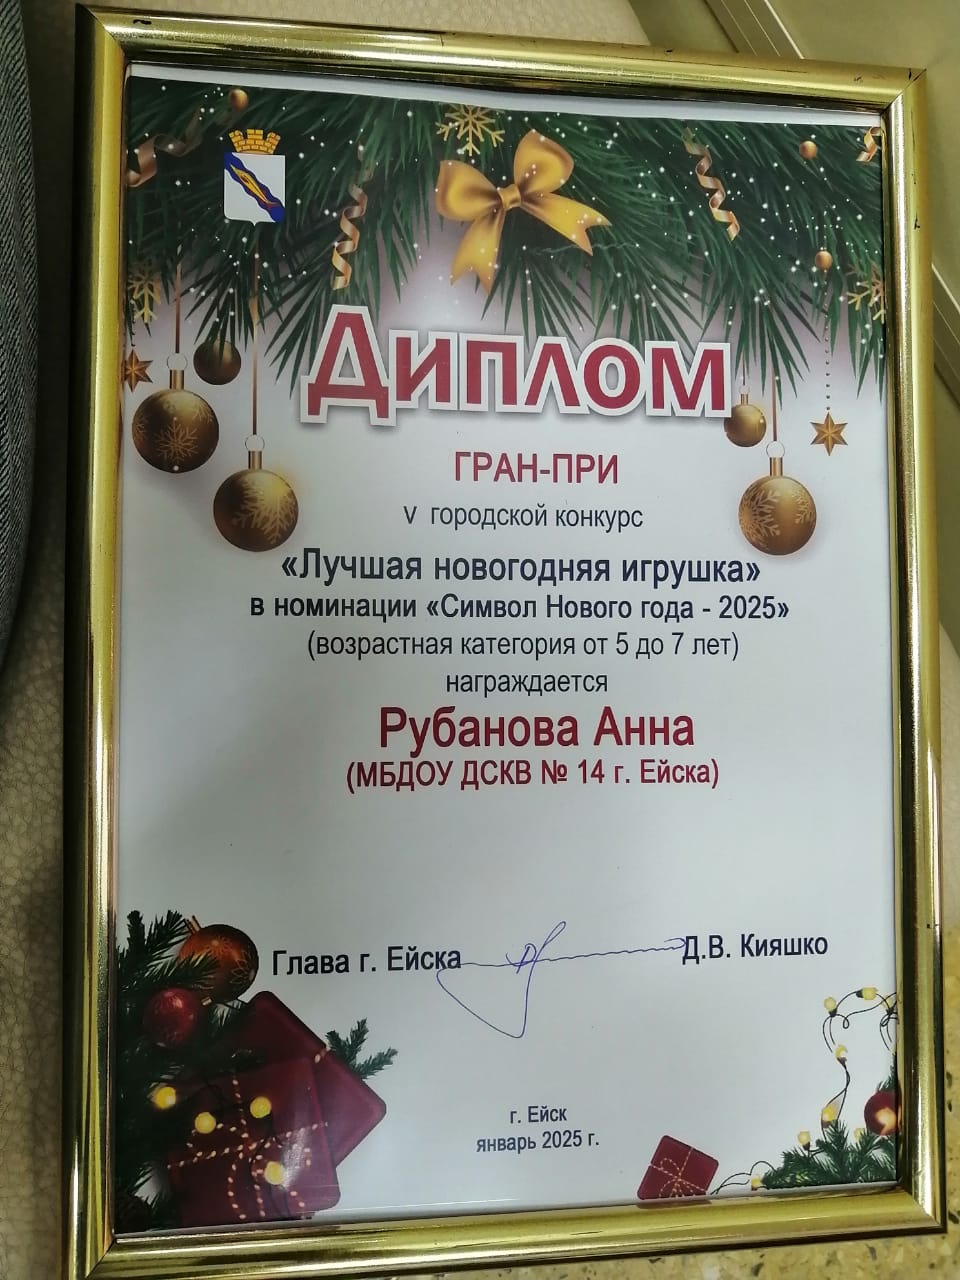 Диплом
ГРАН-ПРИ
V городской конкурс
«Лучшая новогодняя игрушка»
в номинации «Символ Нового года - 2025»
(возрастная категория от 5 до 7 лет)
награждается
Рубанова Анна
(МБДОУ ДСКВ № 14 г. Ейска)
Глава г. Ейска Д.В. Кияшко
г. Ейск
январь 2025 г.